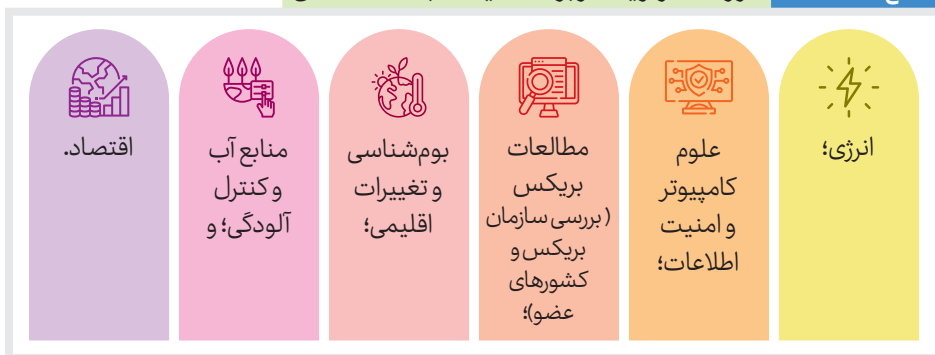 انرژی؛
علوم
کامپیوتر
و امنیت
اطلاعات؛
مطالعات
بریکس
(بررسی سازمان
بریکس و
کشورهای
عضو)؛
بوم‌شناسی
و تغییرات
اقلیمی؛
منابع آب
و کنترل
آلودگی؛ و
اقتصاد.